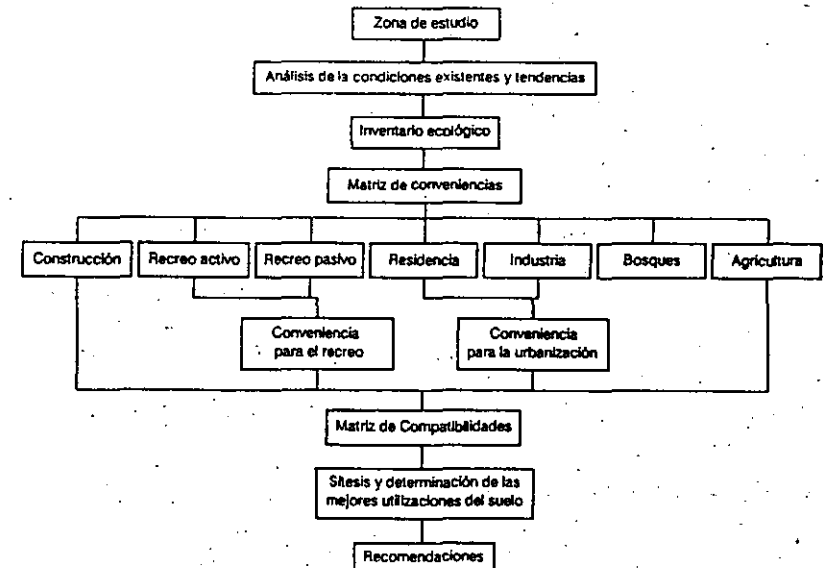 Zona de estudio
Análisis de la condiciones existentes y tendencias
Inventario ecológico
Matriz de conveniencias
Construcción
Recreo activo
Recreo pasivo
Residencia
Industria
Bosques
Agricultura
Conveniencia
para el recreo
Conveniencia
para la urbanización
Matriz de Compatibilidades
Sítesis y determinación de las
mejores utilizaciones del suelo
Recomendaciones